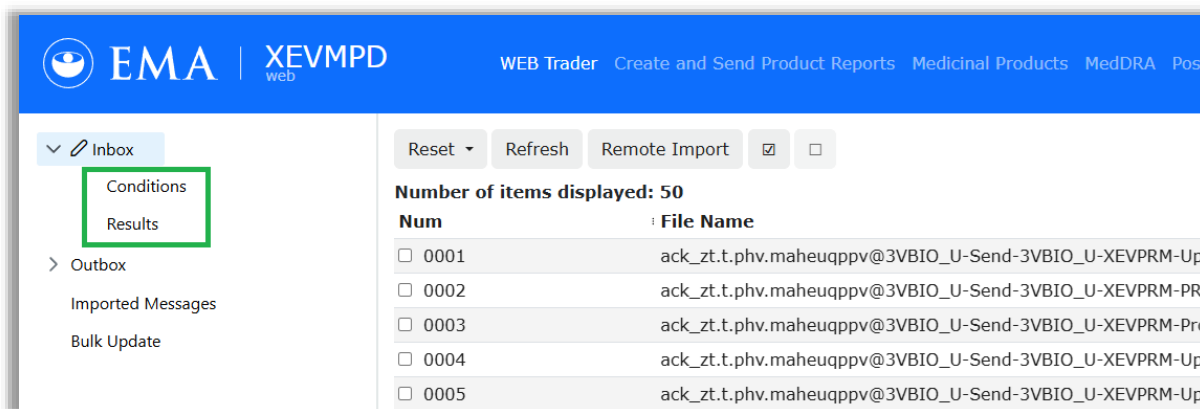 EMA | XEVMPD
web
WEB Trader Create and Send Product Reports Medicinal Products MedDRA Pos
Inbox
Conditions
Results
Outbox
Imported Messages
Bulk Update
Reset Refresh Remote Import
Number of items displayed: 50
Num File Name
0001 ack_zt.t.phv.maheuqppv@3VBIO_U-Send-3VBIO_U-XEVPRM-Up
0002 ack_zt.t.phv.maheuqppv@3VBIO_U-Send-3VBIO_U-XEVPRM-PR
0003 ack_zt.t.phv.maheuqppv@3VBIO_U-Send-3VBIO_U-XEVPRM-Pro
0004 ack_zt.t.phv.maheuqppv@3VBIO_U-Send-3VBIO_U-XEVPRM-Up
0005 ack_zt.t.phv.maheuqppv@3VBIO_U-Send-3VBIO_U-XEVPRM-Up